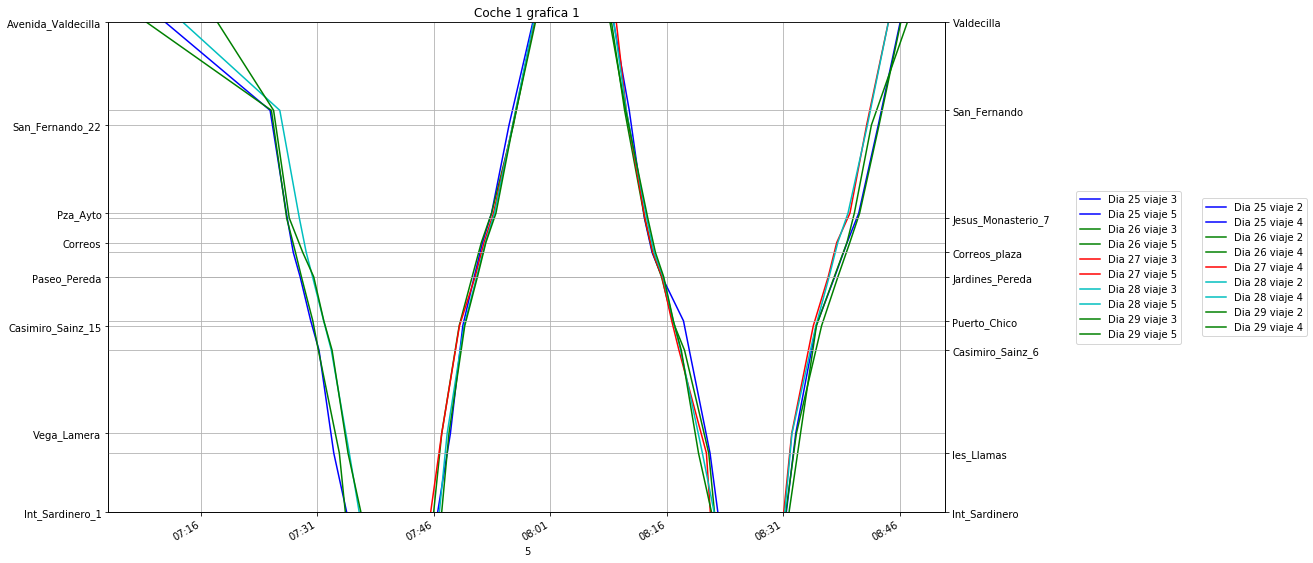 Coche 1 grafica 1
Avenida_Valdecilla
San_Fernando_22
Pza_Ayto
Correos
Paseo_Pereda
Casimiro_Sainz_15
Vega_Lamera
Int_Sardinero_1
Valdecilla
San_Fernando
Jesus_Monasterio_7
Correos_plaza
Jardines_Pereda
Puerto_Chico
Casimiro_Sainz_6
Ies_Llamas
Int_Sardinero
07:16
07:31
07:46
08:01
08:16
08:31
08:46
5
Dia 25 viaje 3
Dia 25 viaje 5
Dia 26 viaje 3
Dia 26 viaje 5
Dia 27 viaje 3
Dia 27 viaje 5
Dia 28 viaje 3
Dia 28 viaje 5
Dia 29 viaje 3
Dia 29 viaje 5
Dia 25 viaje 2
Dia 25 viaje 4
Dia 26 viaje 2
Dia 26 viaje 4
Dia 27 viaje 4
Dia 28 viaje 2
Dia 28 viaje 4
Dia 29 viaje 2
Dia 29 viaje 4